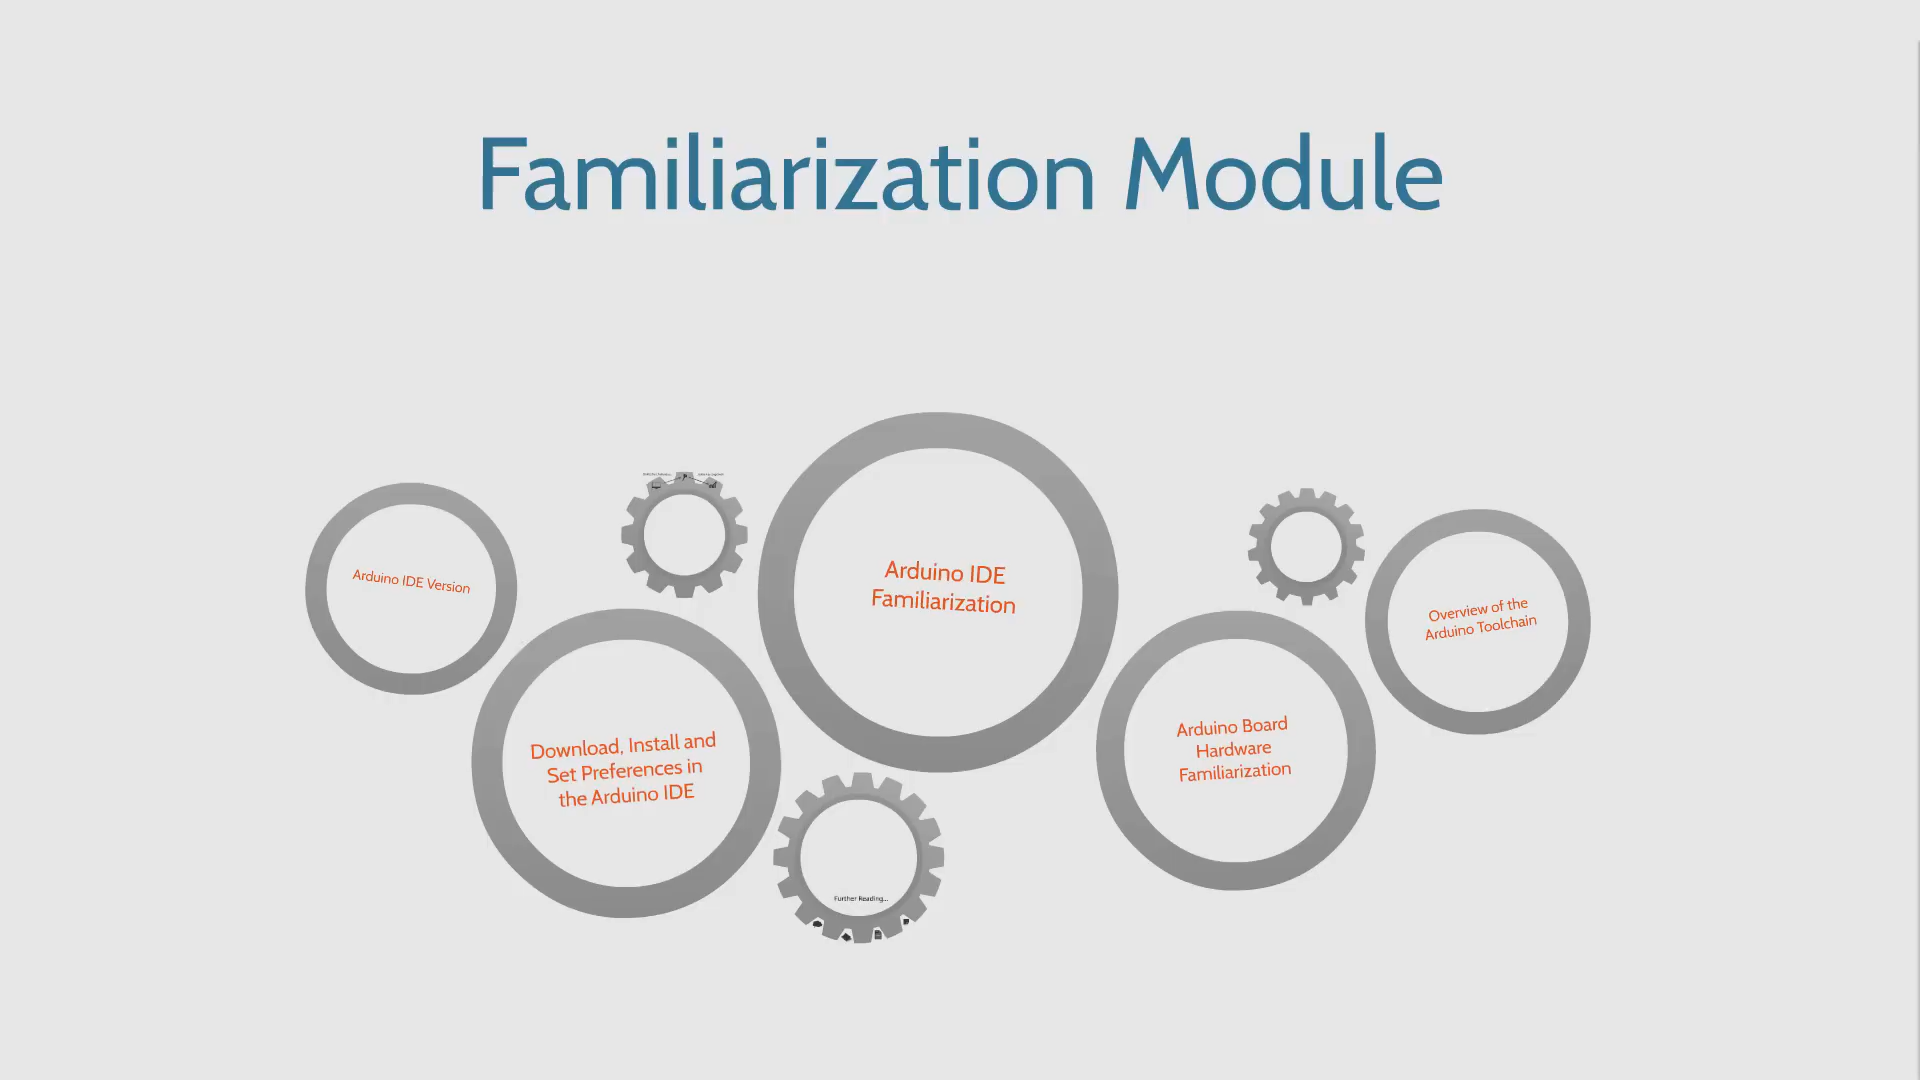 Familiarization Module
Arduino IDE Version
Download, Install and
Set Preferences in
the Arduino IDE
Arduino IDE
Familiarization
Further Reading...
Arduino Board
Hardware
Familiarization
Overview of the
Arduino Toolchain